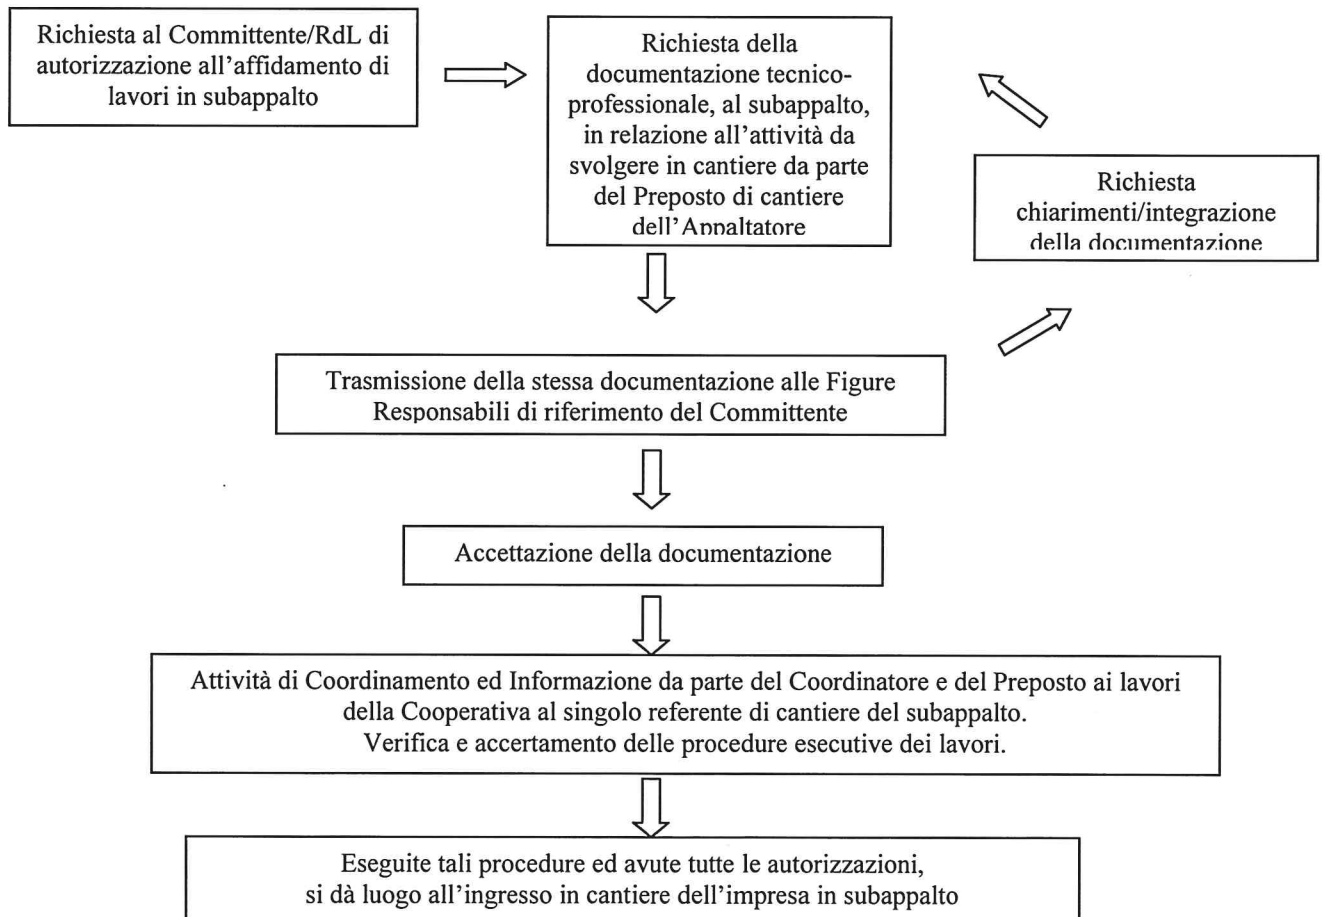 Richiesta al Committente/RdL di
autorizzazione all'affidamento di
lavori in subappalto
Richiesta della
documentazione tecnico-
professionale, al subappalto,
in relazione all'attività da
svolgere in cantiere da parte
del Preposto di cantiere
dell'Appaltatore
Richiesta
chiarimenti/integrazione
della documentazione
Trasmissione della stessa documentazione alle Figure
Responsabili di riferimento del Committente
Accettazione della documentazione
Attività di Coordinamento ed Informazione da parte del Coordinatore e del Preposto ai lavori
della Cooperativa al singolo referente di cantiere del subappalto.
Verifica e accertamento delle procedure esecutive dei lavori.
Eseguite tali procedure ed avute tutte le autorizzazioni,
si dà luogo all'ingresso in cantiere dell'impresa in subappalto